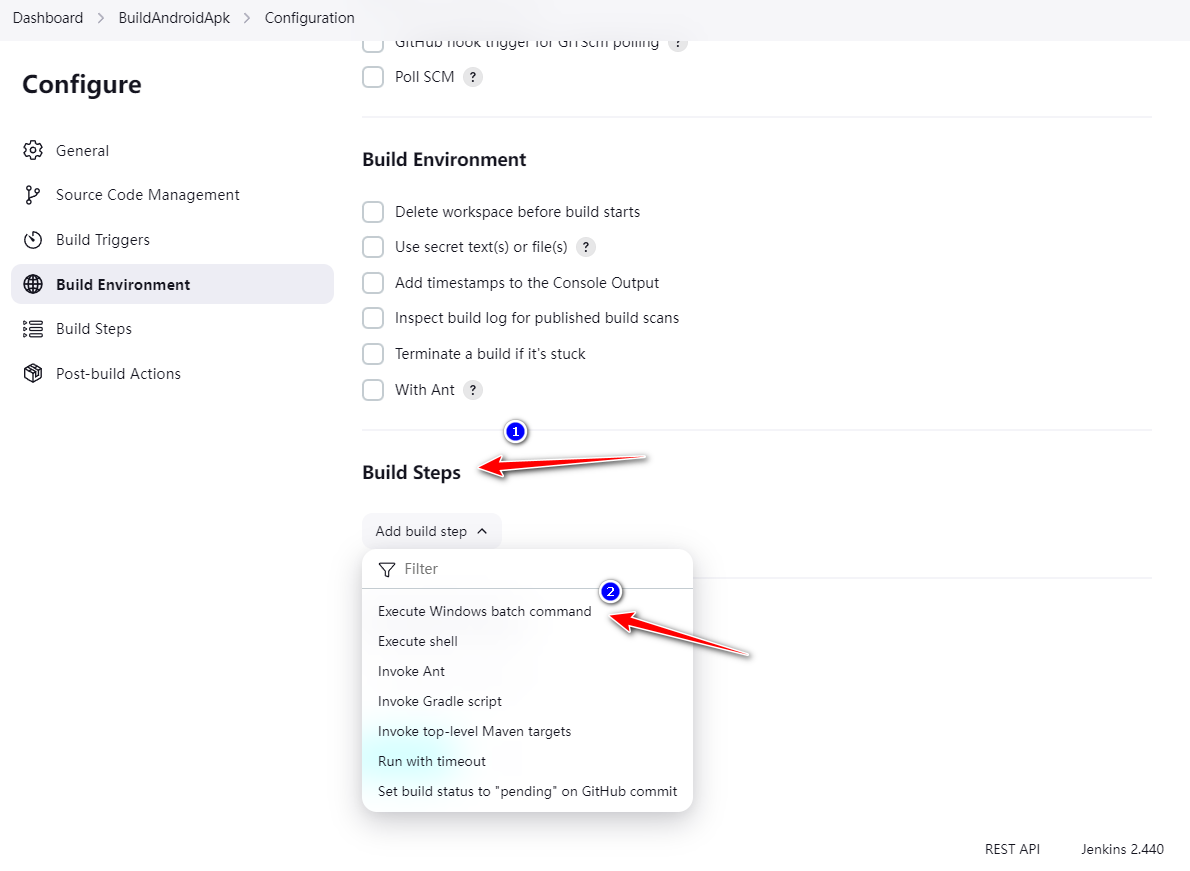 Dashboard > BuildAndroidApk > Configuration
Configure
General
Source Code Management
Build Triggers
Build Environment
Build Steps
Post-build Actions
GitHub hook trigger for GITScm polling ?
Poll SCM ?
Build Environment
Delete workspace before build starts
Use secret text(s) or file(s) ?
Add timestamps to the Console Output
Inspect build log for published build scans
Terminate a build if it's stuck
With Ant ?
1
Build Steps
Add build step
Filter
2
Execute Windows batch command
Execute shell
Invoke Ant
Invoke Gradle script
Invoke top-level Maven targets
Run with timeout
Set build status to "pending" on GitHub commit
REST API
Jenkins 2.440